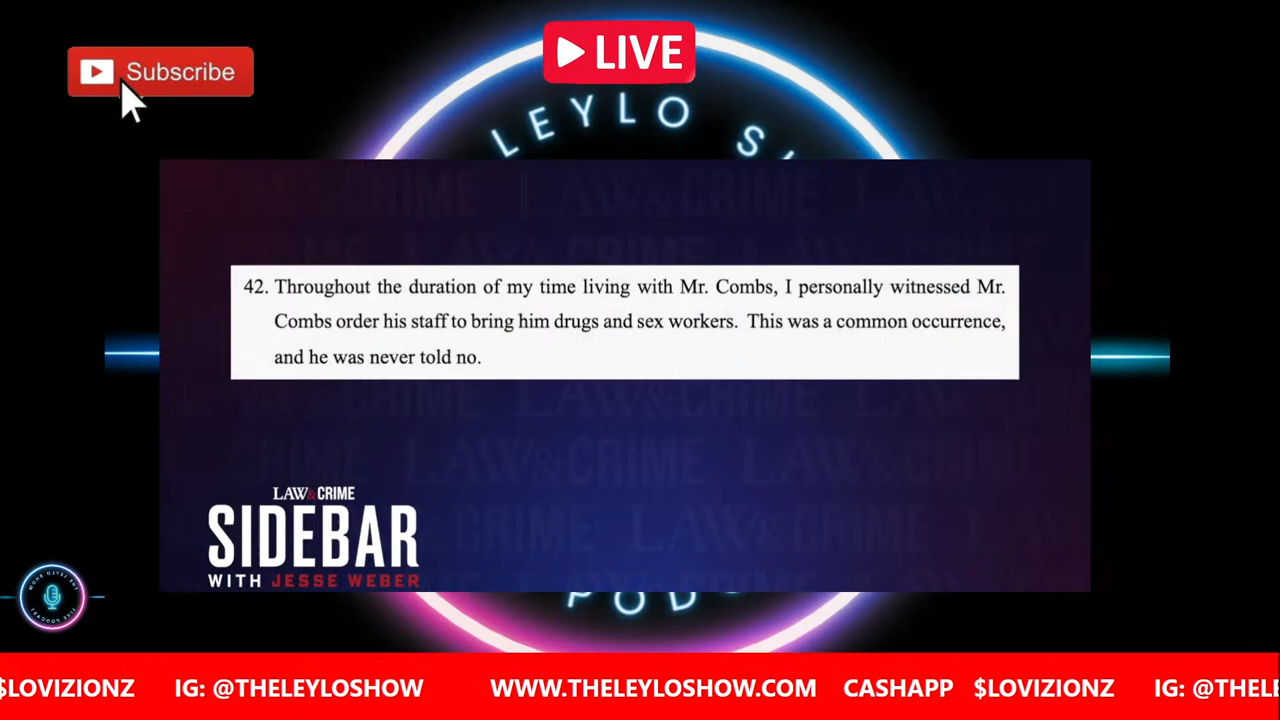 Subscribe
LIVE
LEYLO S
42. Throughout the duration of my time living with Mr. Combs, I personally witnessed Mr.
Combs order his staff to bring him drugs and sex workers. This was a common occurrence,
and he was never told no.
LAW&CRIME
SIDEBAR
WITH JESSE WEBER
$LOVIZIONZ IG: @THELEYLOSHOW WWW.THELEYLOSHOW.COM CASHAPP $LOVIZIONZ IG: @THELE